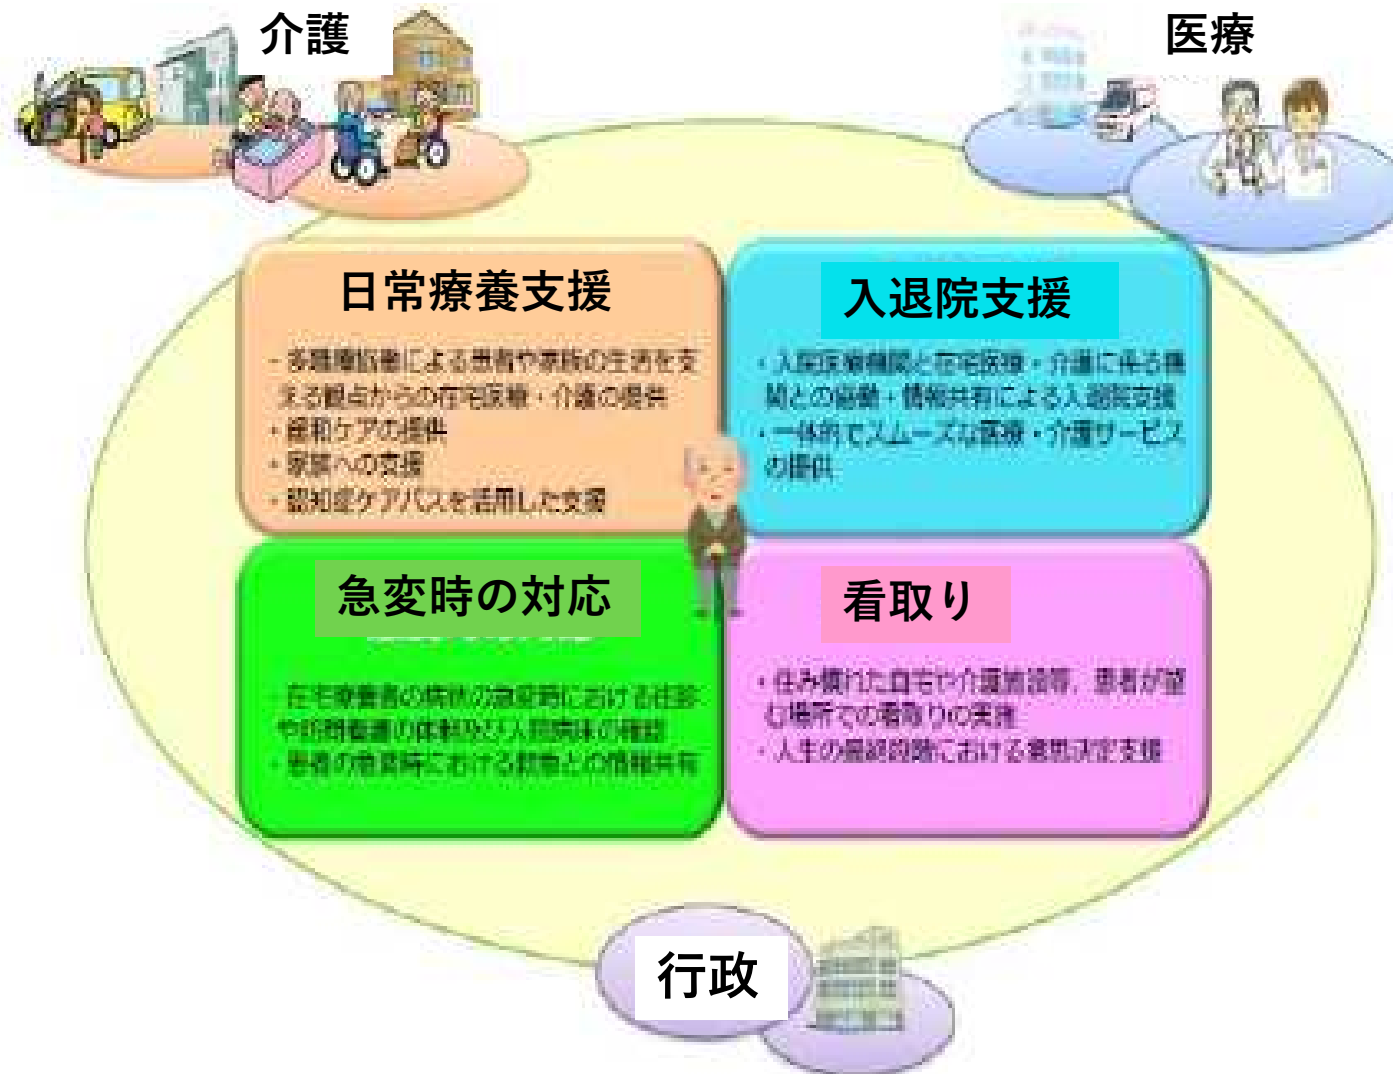 介護
医療
日常療養支援
・多職種協働による患者や家族の生活を支
える観点からの在宅医療・介護の提供
・緩和ケアの提供
・家族への支援
・認知症ケアパスを活用した支援
入退院支援
・入院医療機関と在宅医療・介護に係る機
関との協働・情報共有による入退院支援
・一体的でスムーズな医療・介護サービス
の提供
急変時の対応
・在宅療養者の病状の急変時における往診
や訪問看護の体制及び入院病床の確認
・患者の急変時における救急との情報共有
看取り
・住み慣れた自宅や介護施設等、患者が望
む場所での看取りの実施
・人生の最終段階における意思決定支援
行政